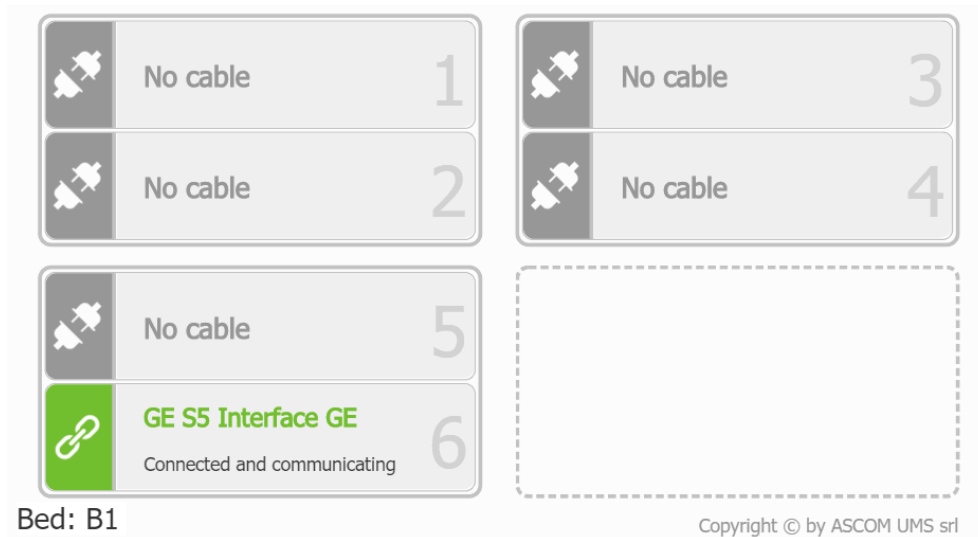 No cable 1
No cable 2
No cable 3
No cable 4
No cable 5
GE S5 Interface GE
Connected and communicating 6
Bed: B1
Copyright © by ASCOM UMS srl